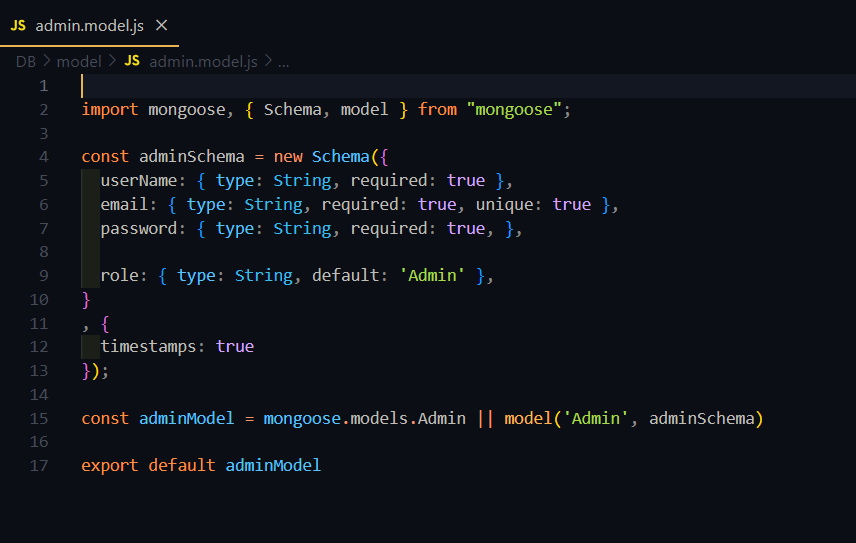 JS admin.model.js ×
DB > model > JS admin.model.js > ...
1
2 import mongoose, { Schema, model } from "mongoose";
3
4 const adminSchema = new Schema({
5   userName: { type: String, required: true },
6   email: { type: String, required: true, unique: true },
7   password: { type: String, required: true, },
8
9   role: { type: String, default: 'Admin' },
10 }
11 , {
12   timestamps: true
13 });
14
15 const adminModel = mongoose.models.Admin || model('Admin', adminSchema)
16
17 export default adminModel